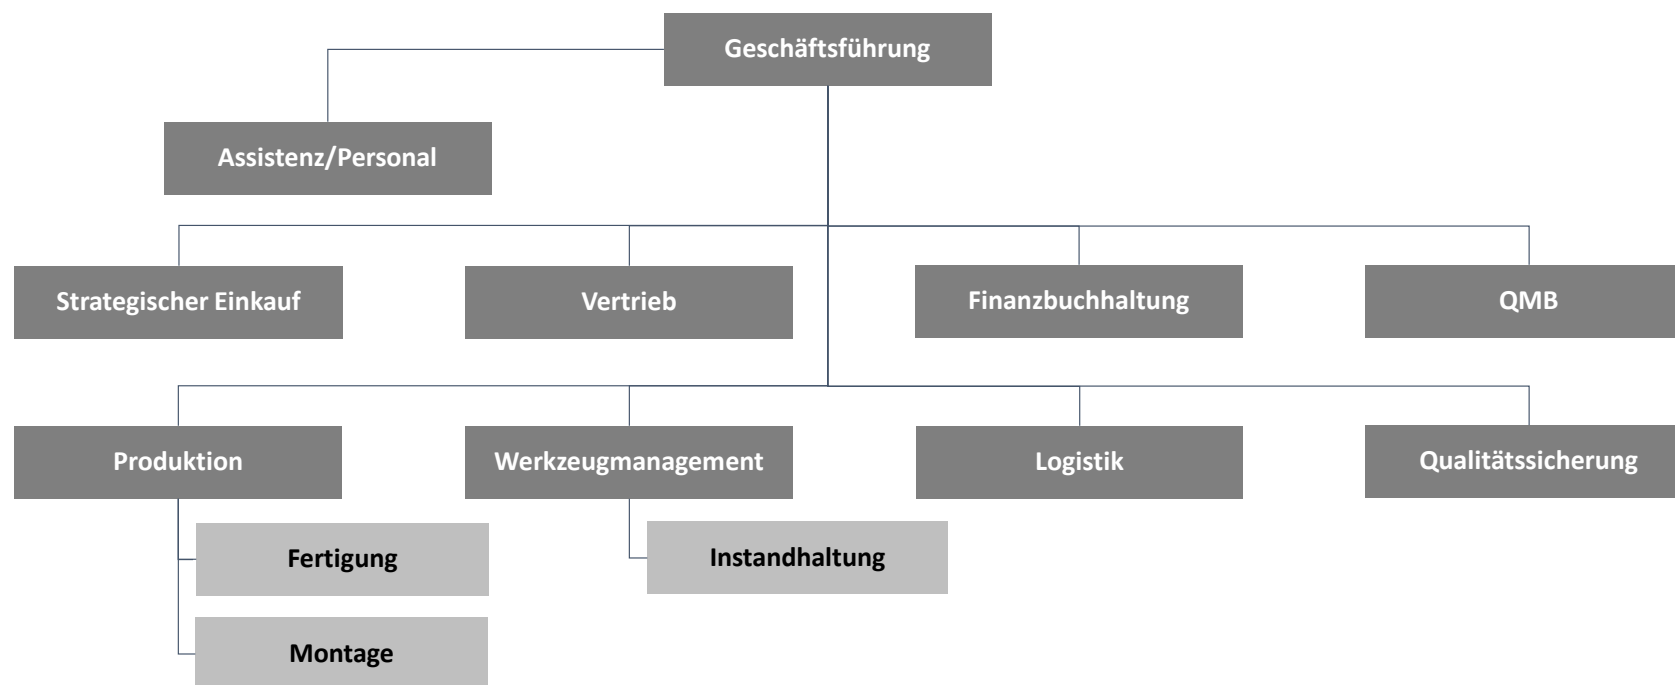 Geschäftsführung
Assistenz/Personal
Strategischer Einkauf
Vertrieb
Finanzbuchhaltung
QMB
Produktion
Werkzeugmanagement
Logistik
Qualitätssicherung
Fertigung
Instandhaltung
Montage